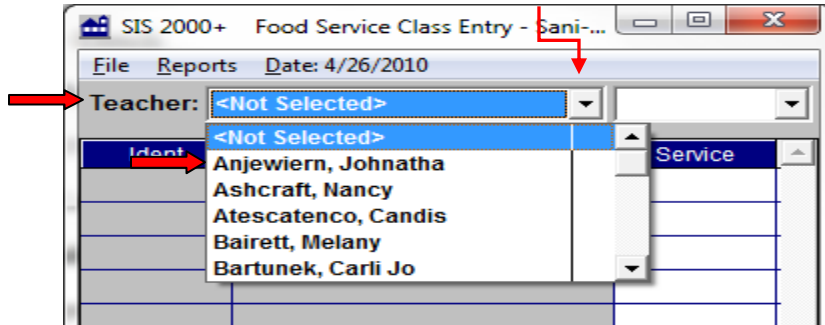 SIS 2000+ Food Service Class Entry - Sani-...
File Reports Date: 4/26/2010
Teacher: <Not Selected>
<Not Selected>
Ident Service
Anjewiern, Johnatha
Ashcraft, Nancy
Atescatenco, Candis
Bairett, Melany
Bartunek, Carli Jo